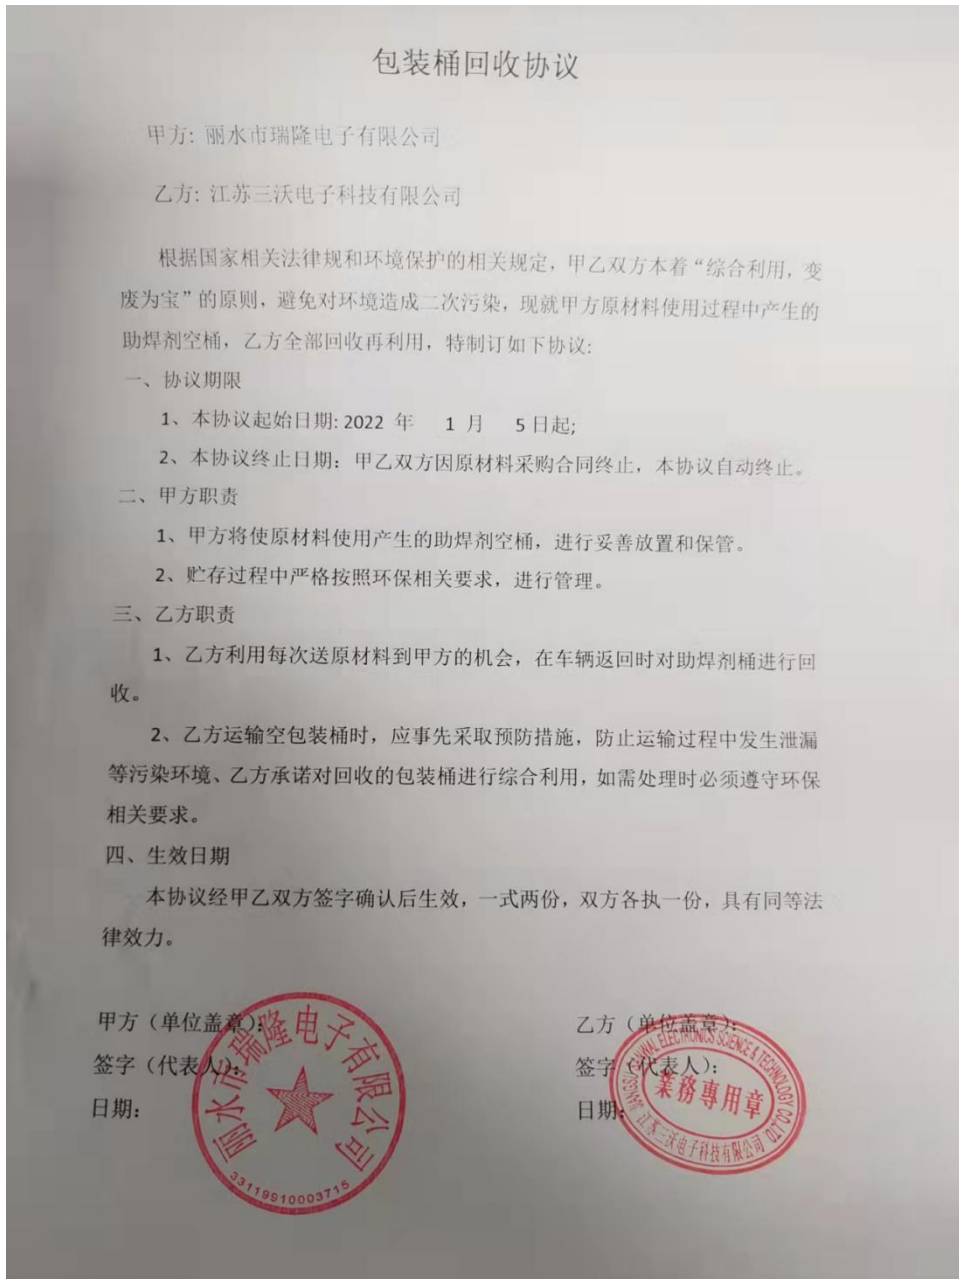 包装桶回收协议
甲方: 丽水市瑞隆电子有限公司
乙方: 江苏三沃电子科技有限公司
根据国家相关法律规和环境保护的相关规定，甲乙双方本着“综合利用，变
废为宝”的原则，避免对环境造成二次污染，现就甲方原材料使用过程中产生的
助焊剂空桶，乙方全部回收再利用，特制订如下协议:
一、协议期限
1、本协议起始日期: 2022 年 1 月 5 日起;
2、本协议终止日期：甲乙双方因原材料采购合同终止，本协议自动终止。
二、甲方职责
1、甲方将使原材料使用产生的助焊剂空桶，进行妥善放置和保管。
2、贮存过程中严格按照环保相关要求，进行管理。
三、乙方职责
1、乙方利用每次送原材料到甲方的机会，在车辆返回时对助焊剂桶进行回
收。
2、乙方运输空包装桶时，应事先采取预防措施，防止运输过程中发生泄漏
等污染环境、乙方承诺对回收的包装桶进行综合利用，如需处理时必须遵守环保
相关要求。
四、生效日期
本协议经甲乙双方签字确认后生效，一式两份，双方各执一份，具有同等法
律效力。
甲方（单位盖章）：
签字（代表人）：
日期：
丽水市瑞隆电子有限公司
33119910003715
乙方（单位盖章）：
签字（代表人）：
日期：
JIANGSU SANWAI ELECTRONICS SCIENCE & TECHNOLOGY CO.,LTD.
業務專用章
江苏三沃电子科技有限公司